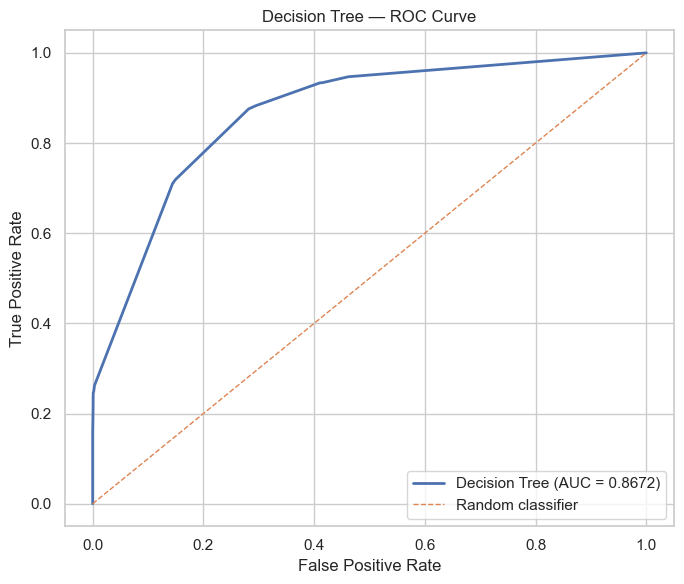 Decision Tree — ROC Curve
1.0
0.8
0.6
0.4
0.2
0.0
True Positive Rate
Decision Tree (AUC = 0.8672)
Random classifier
0.0 0.2 0.4 0.6 0.8 1.0
False Positive Rate